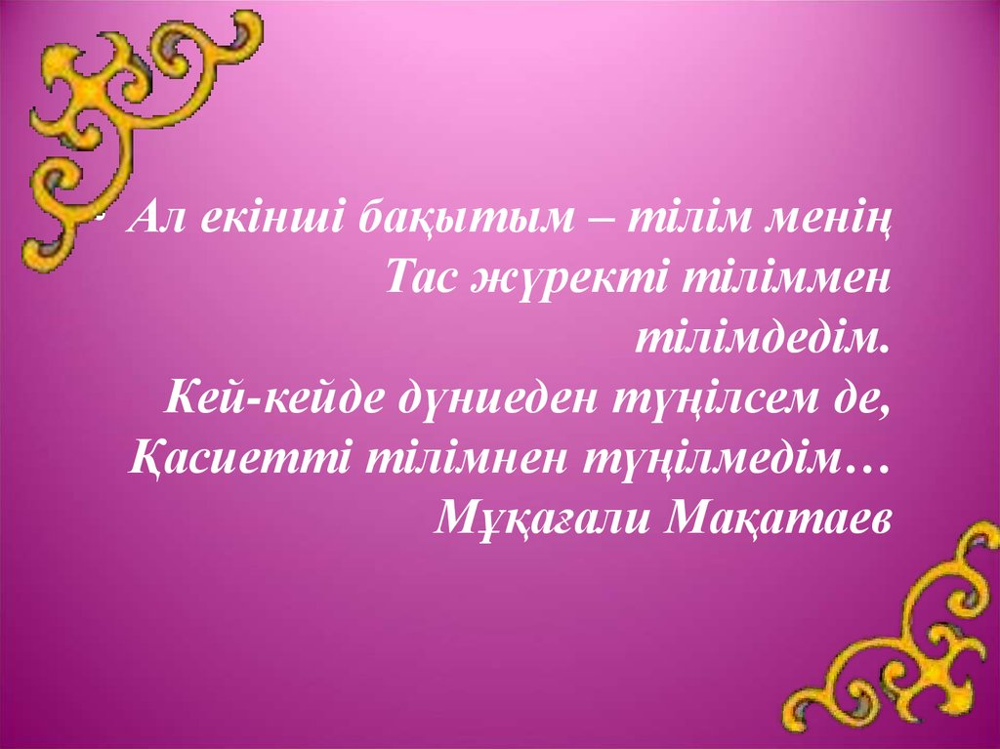 Ал екінші бақытым – тілім менің
Тас жүректі тіліммен
тілімдедім.
Кей-кейде дүниеден түңілсем де,
Қасиетті тілімнен түңілмедім…
Мұқағали Мақатаев